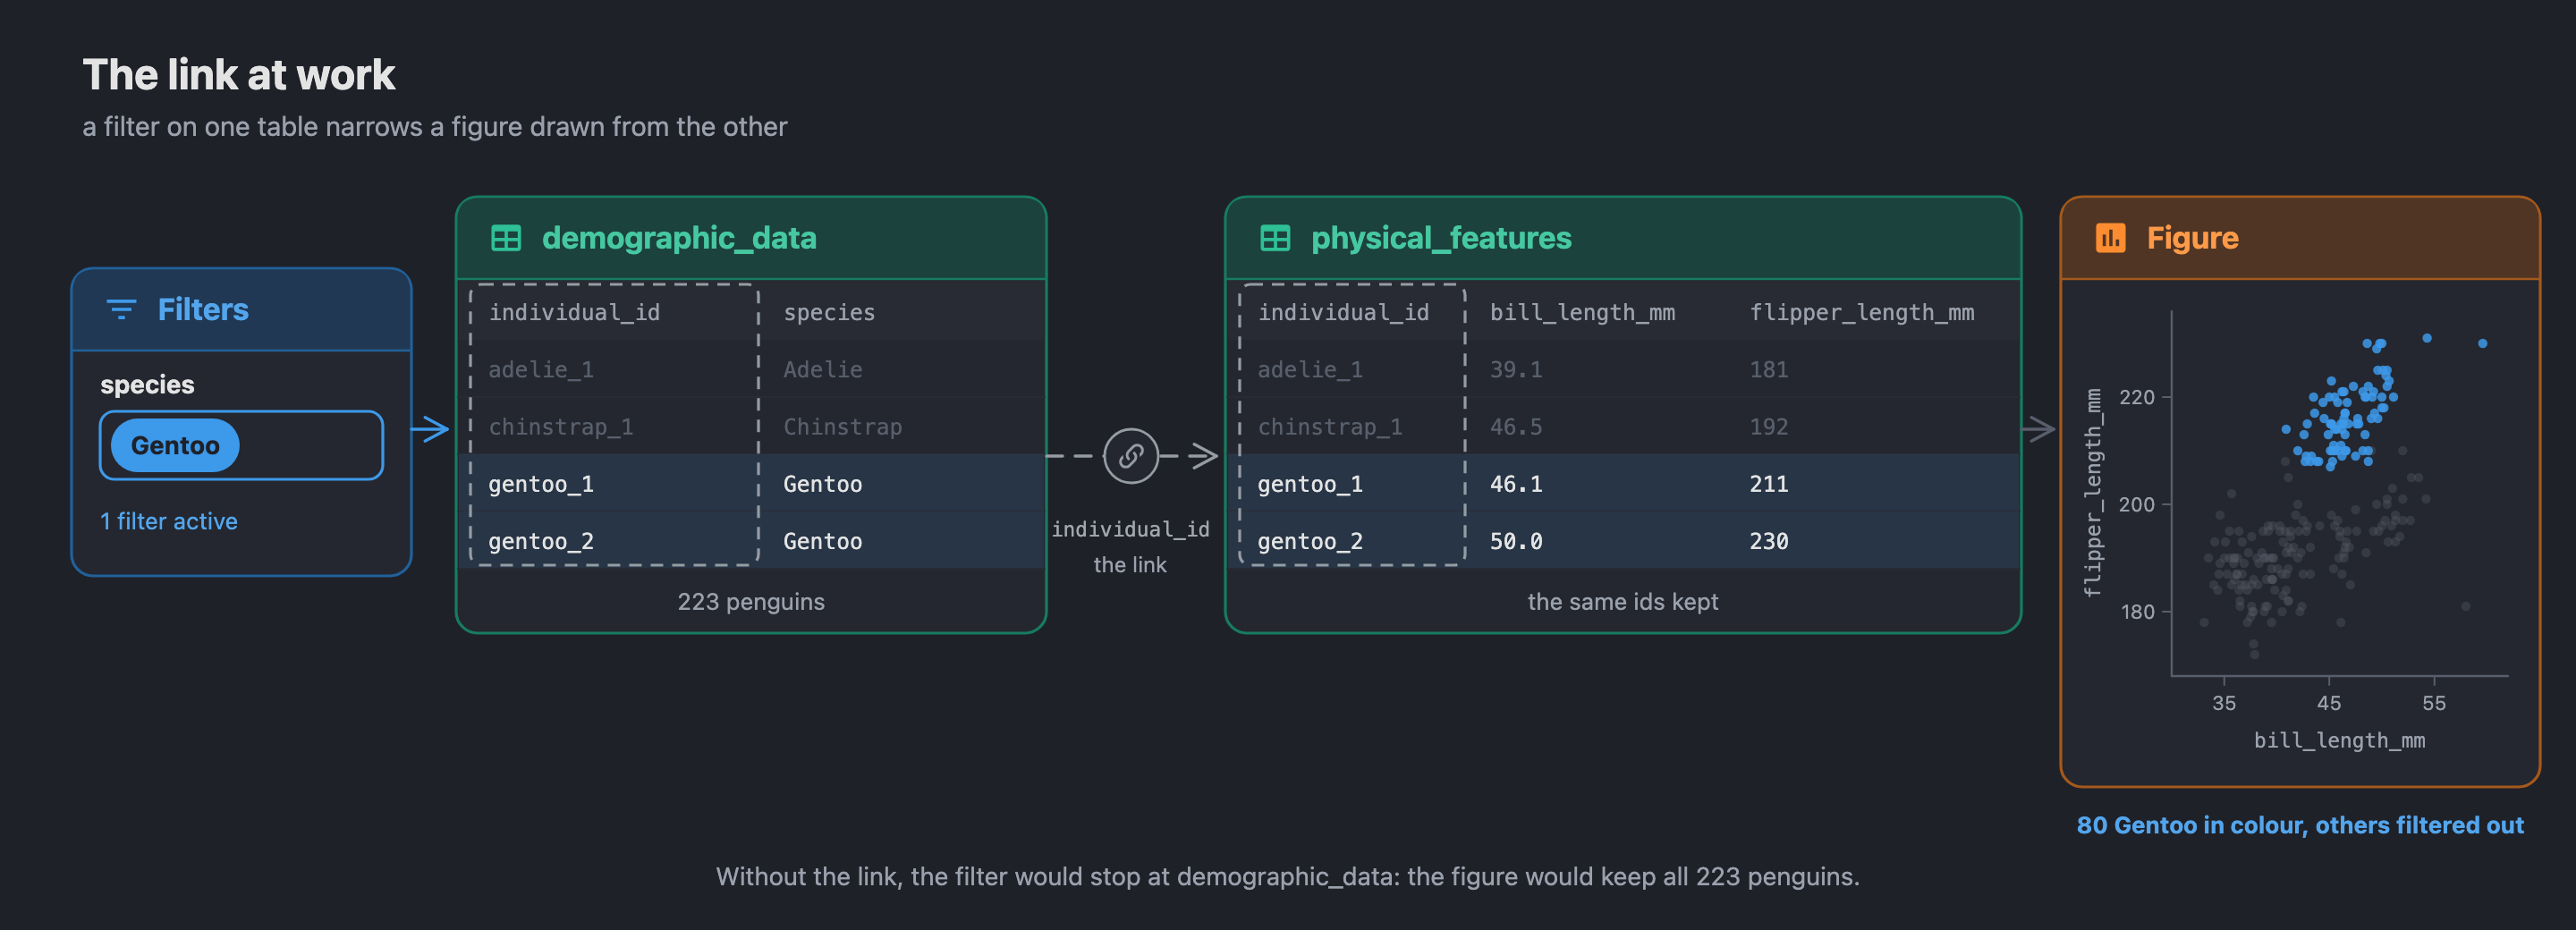 The link at work
a filter on one table narrows a figure drawn from the other
Filters
species
Gentoo
1 filter active
demographic_data
individual_id species
adelie_1 Adelie
chinstrap_1 Chinstrap
gentoo_1 Gentoo
gentoo_2 Gentoo
223 penguins
individual_id
the link
physical_features
individual_id bill_length_mm flipper_length_mm
adelie_1 39.1 181
chinstrap_1 46.5 192
gentoo_1 46.1 211
gentoo_2 50.0 230
the same ids kept
Figure
flipper_length_mm
220
200
180
35 45 55
bill_length_mm
80 Gentoo in colour, others filtered out
Without the link, the filter would stop at demographic_data: the figure would keep all 223 penguins.